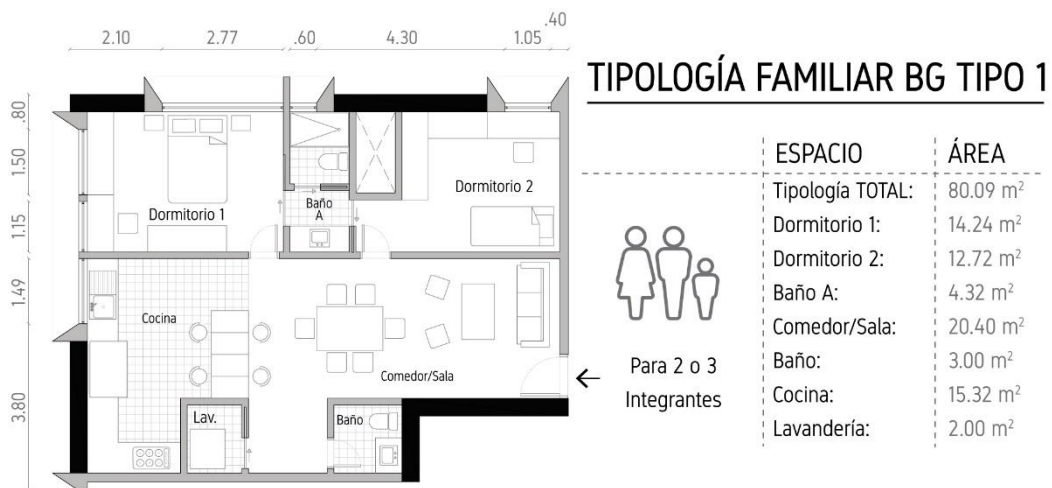 .40
2.10 2.77 .60 4.30 1.05
TIPOLOGÍA FAMILIAR BG TIPO 1
.80
1.50
1.15
1.49
3.80
Dormitorio 1
Baño
A
Dormitorio 2
Cocina
Comedor/Sala
Lav.
Baño
Para 2 o 3
Integrantes
ESPACIO ÁREA
Tipología TOTAL: 80.09 m²
Dormitorio 1: 14.24 m²
Dormitorio 2: 12.72 m²
Baño A: 4.32 m²
Comedor/Sala: 20.40 m²
Baño: 3.00 m²
Cocina: 15.32 m²
Lavandería: 2.00 m²